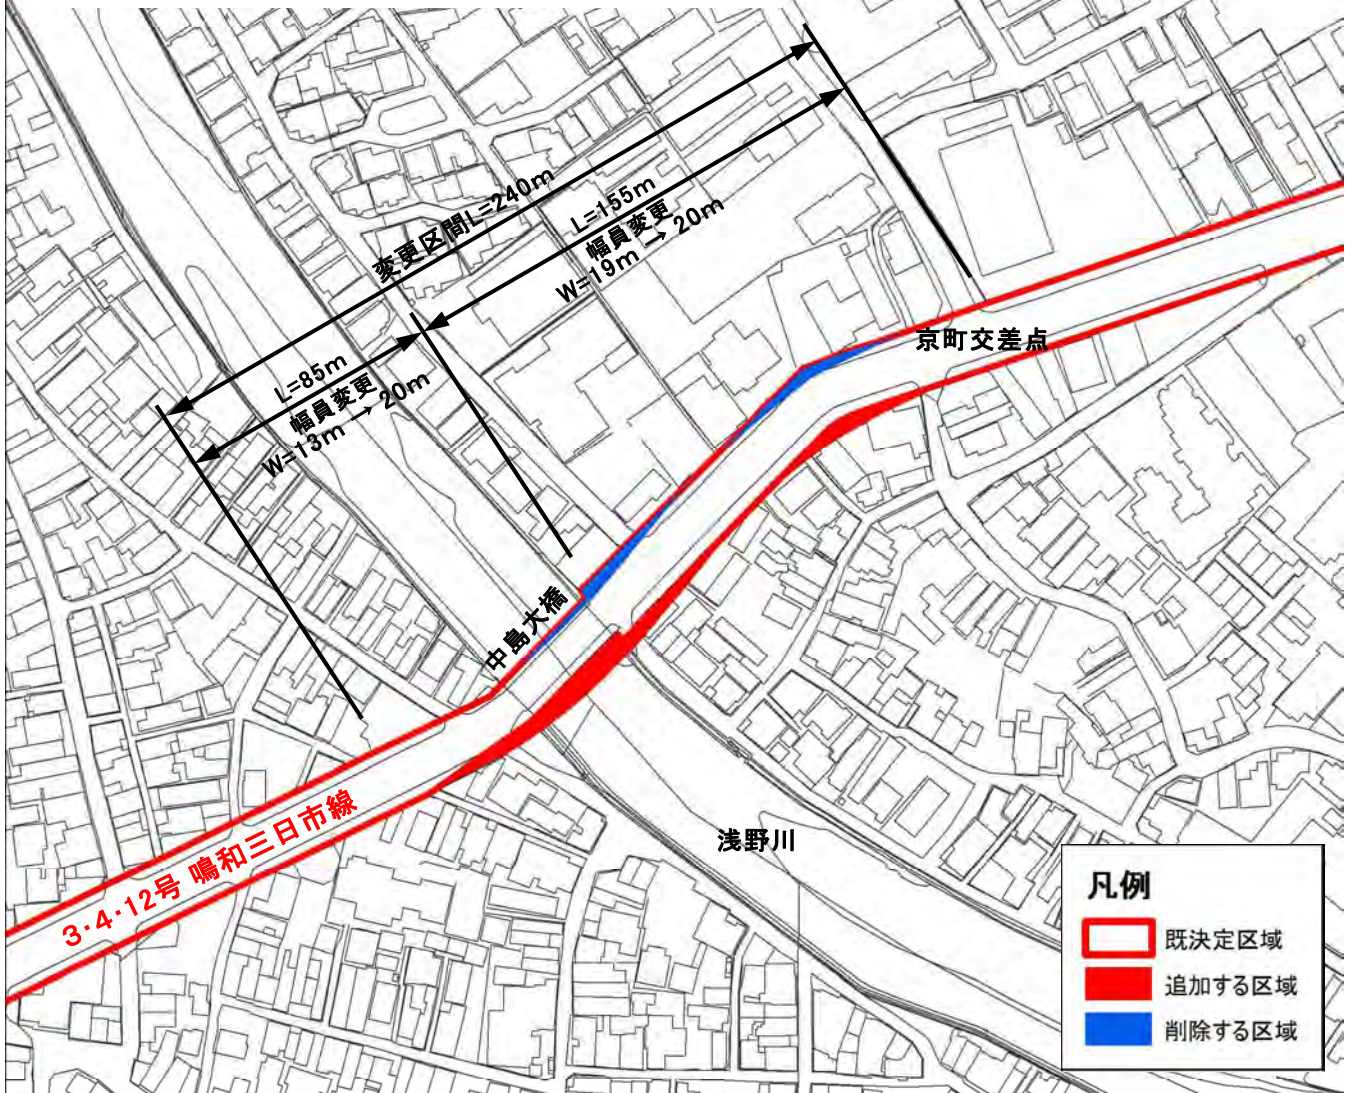 変更区間L=240m
L=155m
幅員変更
W=19m → 20m
L=85m
幅員変更
W=13m → 20m
京町交差点
中島大橋
3・4・12号 鳴和三日市線
浅野川
凡例
既決定区域
追加する区域
削除する区域